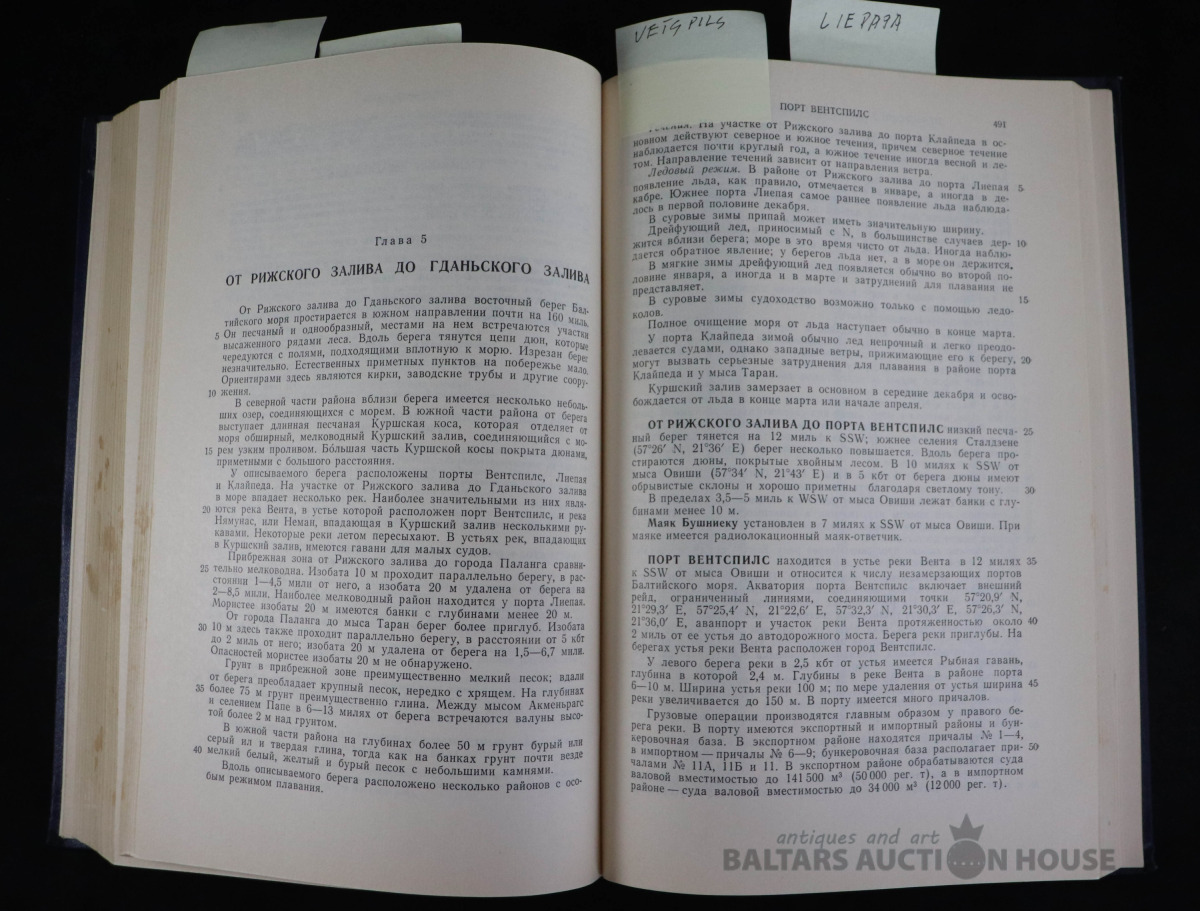 VETSPILS
LIEPAJA
Глава 5
ОТ РИЖСКОГО ЗАЛИВА ДО ГДАНЬСКОГО ЗАЛИВА
От Рижского залива до Гданьского залива восточный берег Бал-
тийского моря простирается в южном направлении почти на 160 миль.
5 Он песчаный и однообразный, местами на нем встречаются участки
высаженного рядами леса. Вдоль берега тянутся цепи дюн, которые
чередуются с полями, подходящими вплотную к морю. Изрезан берег
незначительно. Естественных приметных пунктов на побережье мало.
Ориентирами здесь являются кирки, заводские трубы и другие соору-
10 жения.
В северной части района вблизи берега имеется несколько неболь-
ших озер, соединяющихся с морем. В южной части района от берега
выступает длинная песчаная Куршская коса, которая отделяет от
моря обширный, мелководный Куршский залив, соединяющийся с мо-
15 рем узким проливом. Бо́льшая часть Куршской косы покрыта дюнами,
приметными с большого расстояния.
У описываемого берега расположены порты Вентспилс, Лиепая
и Клайпеда. На участке от Рижского залива до Гданьского залива
в море впадает несколько рек. Наиболее значительными из них явля-
20 ются река Вента, в устье которой расположен порт Вентспилс, и река
Нямунас, или Неман, впадающая в Куршский залив несколькими ру-
кавами. Некоторые реки летом пересыхают. В устьях рек, впадающих
в Куршский залив, имеются гавани для малых судов.
Прибрежная зона от Рижского залива до города Паланга сравни-
25 тельно мелководна. Изобата 10 м проходит параллельно берегу, в рас-
стоянии 1—4,5 мили от него, а изобата 20 м удалена от берега на
2—8,5 мили. Наиболее мелководный район находится у порта Лиепая.
Мористее изобаты 20 м имеются банки с глубинами менее 20 м.
От города Паланга до мыса Таран берег более приглуб. Изобата
30 10 м здесь также проходит параллельно берегу, в расстоянии от 5 кбт
до 2 миль от него; изобата 20 м удалена от берега на 1,5—6,7 мили.
Опасностей мористее изобаты 20 м не обнаружено.
Грунт в прибрежной зоне преимущественно мелкий песок; вдали
от берега преобладает крупный песок, нередко с хрящем. На глубинах
35 более 75 м грунт преимущественно глина. Между мысом Акменьрагс
и селением Папе в 6—13 милях от берега встречаются валуны высо-
той более 2 м над грунтом.
В южной части района на глубинах более 50 м грунт бурый или
серый ил и твердая глина, тогда как на банках грунт почти везде
40 мелкий белый, желтый и бурый песок с небольшими камнями.
Вдоль описываемого берега расположено несколько районов с осо-
бым режимом плавания.
ПОРТ ВЕНТСПИЛС
491
На участке от Рижского залива до порта Клайпеда в ос-
новном действуют северное и южное течения, причем северное течение
наблюдается почти круглый год, а южное течение иногда весной и ле-
том. Направление течений зависит от направления ветра.
Ледовый режим. В районе от Рижского залива до порта Лиепая 5
появление льда, как правило, отмечается в январе, а иногда в де-
кабре. Южнее порта Лиепая самое раннее появление льда наблюда-
лось в первой половине декабря.
В суровые зимы припай может иметь значительную ширину.
Дрейфующий лед, приносимый с N, в большинстве случаев дер- 10
жится вблизи берега; море в это время чисто от льда. Иногда наблю-
дается обратное явление; у берегов льда нет, а в море он держится.
В мягкие зимы дрейфующий лед появляется обычно во второй по-
ловине января, а иногда и в марте и затруднений для плавания не
представляет. 15
В суровые зимы судоходство возможно только с помощью ледо-
колов.
Полное очищение моря от льда наступает обычно в конце марта.
У порта Клайпеда зимой обычно лед непрочный и легко преодо-
левается судами, однако западные ветры, прижимающие его к берегу, 20
могут вызвать серьезные затруднения для плавания в районе порта
Клайпеда и у мыса Таран.
Куршский залив замерзает в основном в середине декабря и осво-
бождается от льда в конце марта или начале апреля.
ОТ РИЖСКОГО ЗАЛИВА ДО ПОРТА ВЕНТСПИЛС низкий песча- 25
ный берег тянется на 12 миль к SSW; южнее селения Сталдзене
(57°26′ N, 21°36′ E) берег несколько повышается. Вдоль берега про-
стираются дюны, покрытые хвойным лесом. В 10 милях к SSW от
мыса Овиши (57°34′ N, 21°43′ E) и в 5 кбт от берега дюны имеют
обрывистые склоны и хорошо приметны благодаря светлому тону. 30
В пределах 3,5—5 миль к WSW от мыса Овиши лежат банки с глу-
бинами менее 10 м.
Маяк Бушниеку установлен в 7 милях к SSW от мыса Овиши. При
маяке имеется радиолокационный маяк-ответчик.
ПОРТ ВЕНТСПИЛС находится в устье реки Вента в 12 милях 35
к SSW от мыса Овиши и относится к числу незамерзающих портов
Балтийского моря. Акватория порта Вентспилс включает внешний
рейд, ограниченный линиями, соединяющими точки 57°20,9′ N,
21°29,3′ E, 57°25,4′ N, 21°22,6′ E, 57°32,3′ N, 21°30,3′ E, 57°26,3′ N,
21°36,0′ E, аванпорт и участок реки Вента протяженностью около 40
2 миль от ее устья до автодорожного моста. Берега реки приглубы. На
берегах устья реки Вента расположен город Вентспилс.
У левого берега реки в 2,5 кбт от устья имеется Рыбная гавань,
глубина в которой 2,4 м. Глубины в реке Вента в районе порта
6—10 м. Ширина устья реки 100 м; по мере удаления от устья ширина 45
реки увеличивается до 150 м. В порту имеется много причалов.
Грузовые операции производятся главным образом у правого бе-
рега реки. В порту имеются экспортный и импортный районы и бун-
керовочная база. В экспортном районе находятся причалы № 1—4,
в импортном — причалы № 6—9; бункеровочная база располагает при- 50
чалами № 11А, 11Б и 11. В экспортном районе обрабатываются суда
валовой вместимостью до 141 500 м³ (50 000 рег. т), а в импортном
районе — суда валовой вместимостью до 34 000 м³ (12 000 рег. т).
antiques and art
BALTARS AUCTION HOUSE